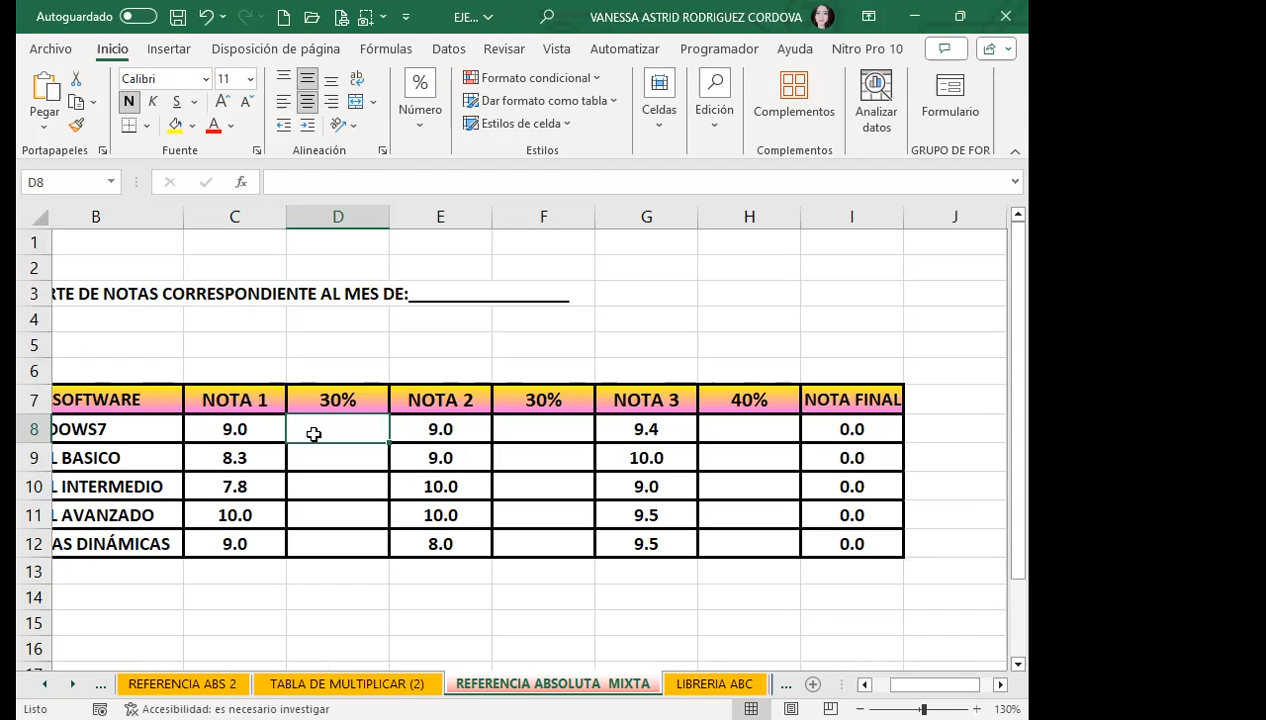 Autoguardado EJE... VANESSA ASTRID RODRIGUEZ CORDOVA
Archivo Inicio Insertar Disposición de página Fórmulas Datos Revisar Vista Automatizar Programador Ayuda Nitro Pro 10
Pegar Calibri 11 Número Formato condicional Celdas Edición Complementos Analizar datos Formulario
N K S Dar formato como tabla
Estilos de celda
Portapapeles Fuente Alineación Estilos Complementos GRUPO DE FOR
D8 fx
B C D E F G H I J
1
2
3 RTE DE NOTAS CORRESPONDIENTE AL MES DE:________________
4
5
6
7 SOFTWARE NOTA 1 30% NOTA 2 30% NOTA 3 40% NOTA FINAL
8 DOWS7 9.0 9.0 9.4 0.0
9 L BASICO 8.3 9.0 10.0 0.0
10 L INTERMEDIO 7.8 10.0 9.0 0.0
11 L AVANZADO 10.0 10.0 9.5 0.0
12 AS DINÁMICAS 9.0 8.0 9.5 0.0
13
14
15
16
... REFERENCIA ABS 2 TABLA DE MULTIPLICAR (2) REFERENCIA ABSOLUTA MIXTA LIBRERIA ABC ...
Listo Accesibilidad: es necesario investigar 130%